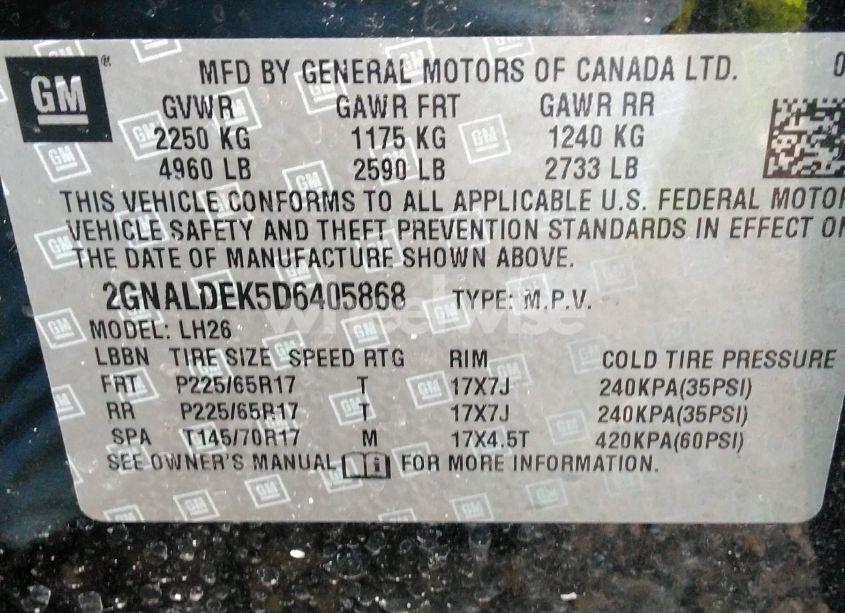 GM
MFD BY GENERAL MOTORS OF CANADA LTD. 0
GVWR GAWR FRT GAWR RR
2250 KG 1175 KG 1240 KG
4960 LB 2590 LB 2733 LB
THIS VEHICLE CONFORMS TO ALL APPLICABLE U.S. FEDERAL MOTOR
VEHICLE SAFETY AND THEFT PREVENTION STANDARDS IN EFFECT ON
THE DATE OF MANUFACTURE SHOWN ABOVE.
2GNALDEK5D6405868 TYPE: M.P.V.
MODEL: LH26
LBBN TIRE SIZE SPEED RTG RIM COLD TIRE PRESSURE
FRT P225/65R17 T 17X7J 240KPA(35PSI)
RR P225/65R17 T 17X7J 240KPA(35PSI)
SPA T145/70R17 M 17X4.5T 420KPA(60PSI)
SEE OWNER'S MANUAL i FOR MORE INFORMATION.